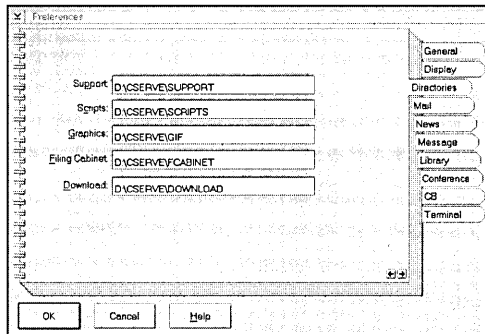 Preferences
General
Display
Directories
Mail
News
Message
Library
Conference
CB
Terminal
Support: D:\CSERVE\SUPPORT
Scripts: D:\CSERVE\SCRIPTS
Graphics: D:\CSERVE\GIF
Filing Cabinet D:\CSERVE\FCABINET
Download: D:\CSERVE\DOWNLOAD
OK Cancel Help